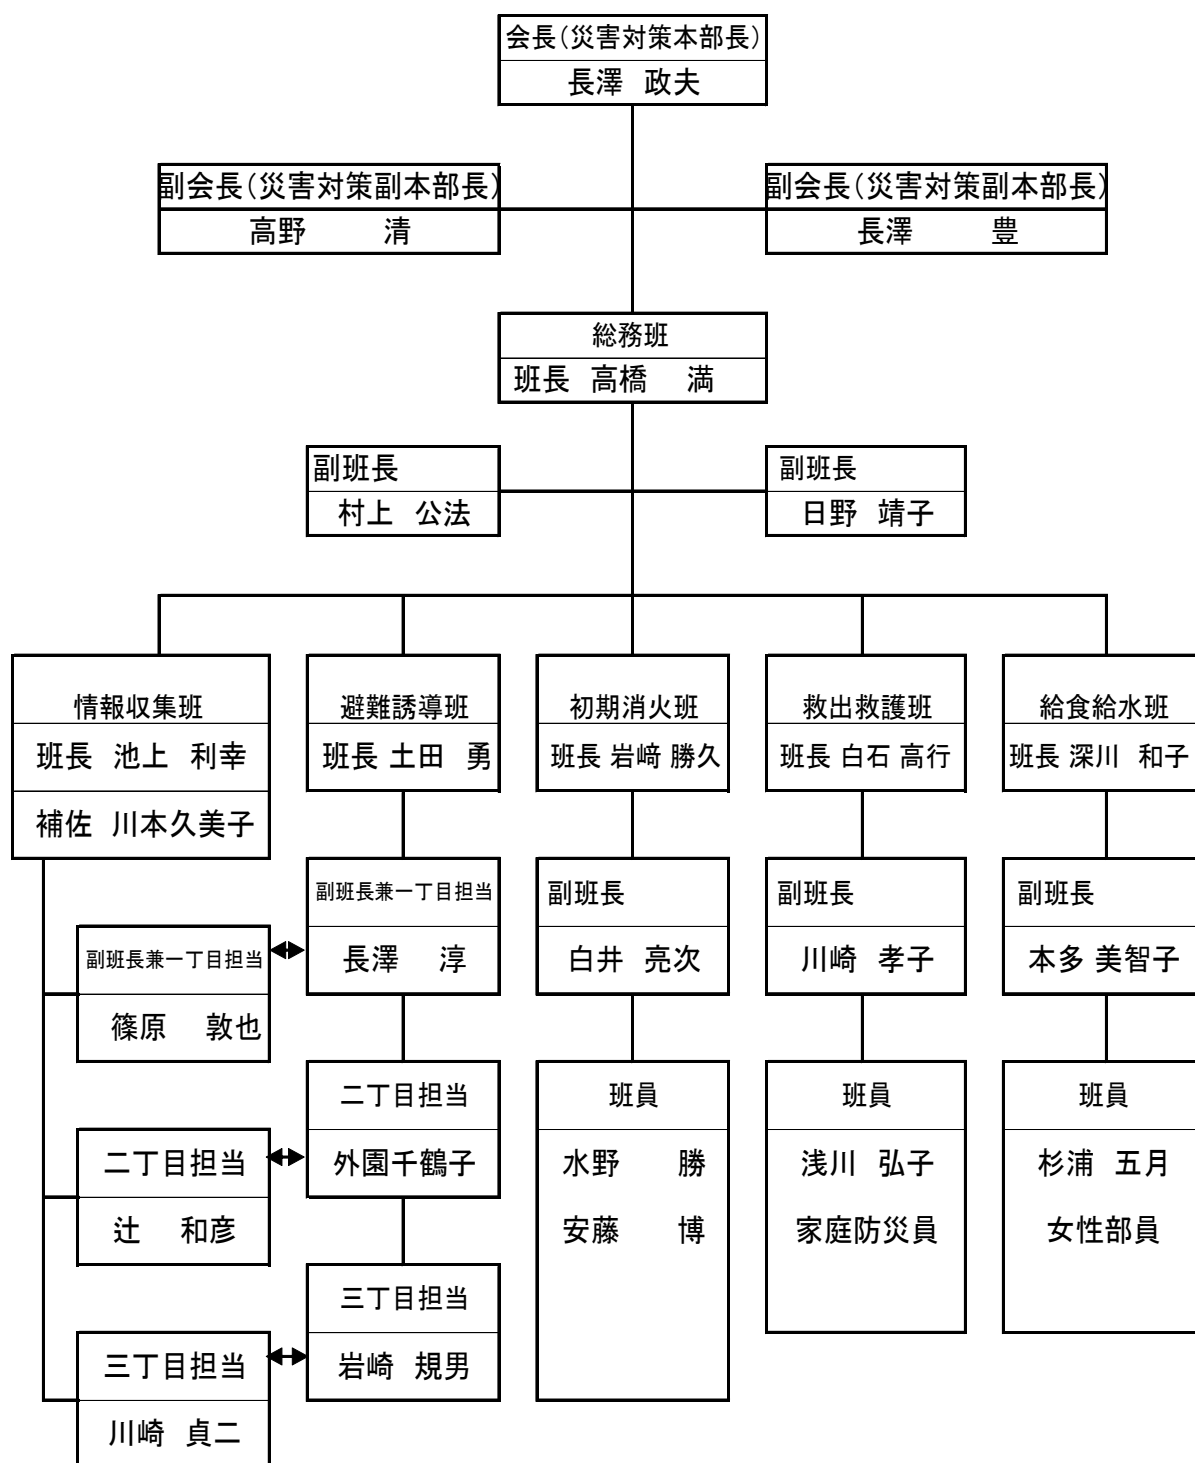 会長(災害対策本部長)
長澤 政夫
副会長(災害対策副本部長)
高野 清
副会長(災害対策副本部長)
長澤 豊
総務班
班長 高橋 満
副班長
村上 公法
副班長
日野 靖子
情報収集班
班長 池上 利幸
補佐 川本久美子
副班長兼一丁目担当
篠原 敦也
二丁目担当
辻 和彦
三丁目担当
川崎 貞二
避難誘導班
班長 土田 勇
副班長兼一丁目担当
長澤 淳
二丁目担当
外園千鶴子
三丁目担当
岩崎 規男
初期消火班
班長 岩﨑 勝久
副班長
白井 亮次
班員
水野 勝
安藤 博
救出救護班
班長 白石 高行
副班長
川崎 孝子
班員
浅川 弘子
家庭防災員
給食給水班
班長 深川 和子
副班長
本多 美智子
班員
杉浦 五月
女性部員